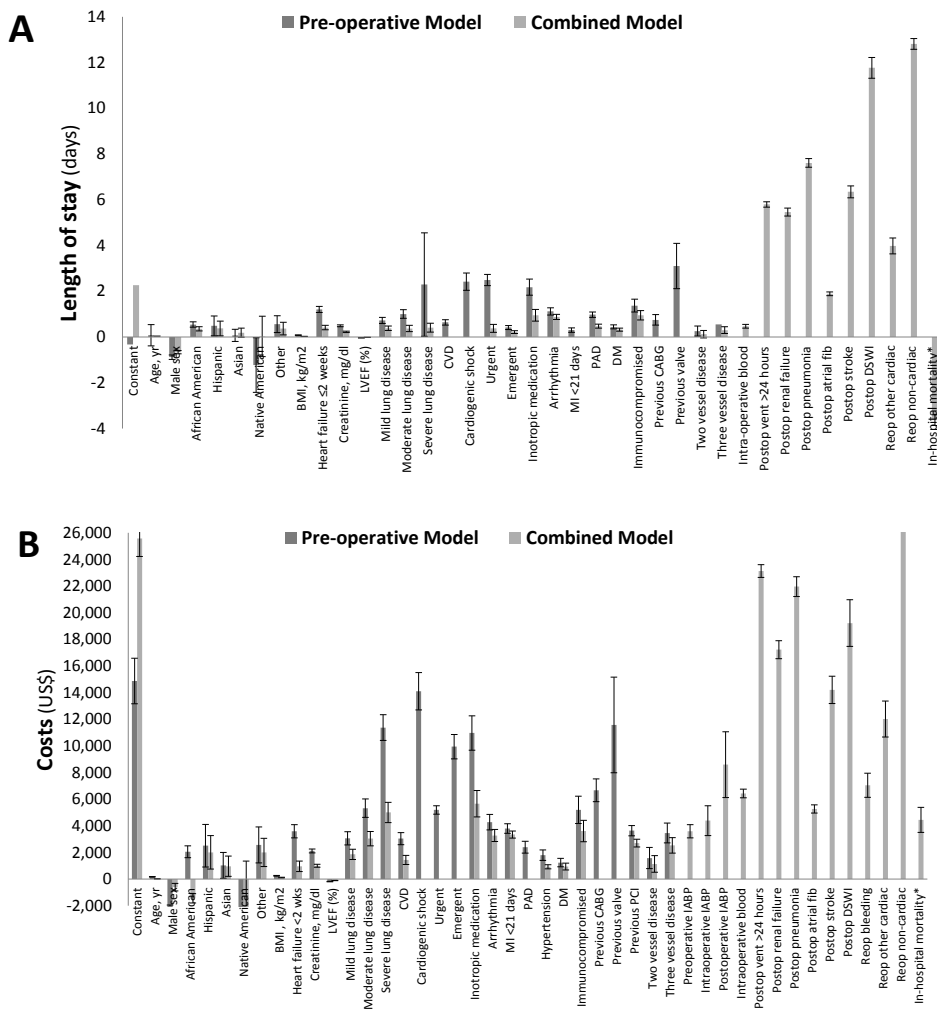 A
Pre-operative Model
Combined Model
Length of stay (days)
14
12
10
8
6
4
2
0
-2
-4
Constant
Age, yr
Male sex
African American
Hispanic
Asian
Native American
Other
BMI, kg/m2
Heart failure ≤2 weeks
Creatinine, mg/dl
LVEF (%)
Mild lung disease
Moderate lung disease
Severe lung disease
CVD
Cardiogenic shock
Urgent
Emergent
Inotropic medication
Arrhythmia
MI <21 days
PAD
DM
Immunocompromised
Previous CABG
Previous valve
Two vessel disease
Three vessel disease
Intra-operative blood
Postop vent >24 hours
Postop renal failure
Postop pneumonia
Postop atrial fib
Postop stroke
Postop DSWI
Reop other cardiac
Reop non-cardiac
In-hospital mortality*
B
Pre-operative Model
Combined Model
Costs (US$)
26,000
24,000
22,000
20,000
18,000
16,000
14,000
12,000
10,000
8,000
6,000
4,000
2,000
0
-2,000
Constant
Age, yr
Male sex
African American
Hispanic
Asian
Native American
Other
BMI , kg/m2
Heart failure <2 wks
Creatinine, mg/dl
LVEF (%)
Mild lung disease
Moderate lung disease
Severe lung disease
CVD
Cardiogenic shock
Urgent
Emergent
Inotropic medication
Arrhythmia
MI <21 days
PAD
Hypertension
DM
Immunocompromised
Previous CABG
Previous valve
Previous PCI
Two vessel disease
Three vessel disease
Preoperative IABP
Intraoperative IABP
Postoperative IABP
Intraoperative blood
Postop vent >24 hours
Postop renal failure
Postop pneumonia
Postop atrial fib
Postop stroke
Postop DSWI
Reop bleeding
Reop other cardiac
Reop non-cardiac
In-hospital mortality*